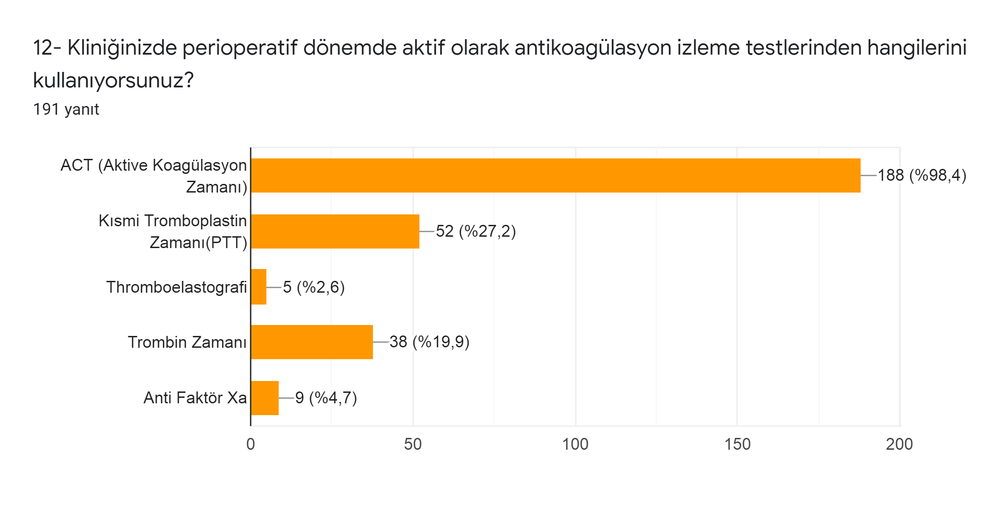 12- Kliniğinizde perioperatif dönemde aktif olarak antikoagülasyon izleme testlerinden hangilerini
kullanıyorsunuz?
191 yanıt
ACT (Aktive Koagülasyon
Zamanı)
188 (%98,4)
Kısmi Tromboplastin
Zamanı(PTT)
52 (%27,2)
Thromboelastografi
5 (%2,6)
Trombin Zamanı
38 (%19,9)
Anti Faktör Xa
9 (%4,7)
0 50 100 150 200